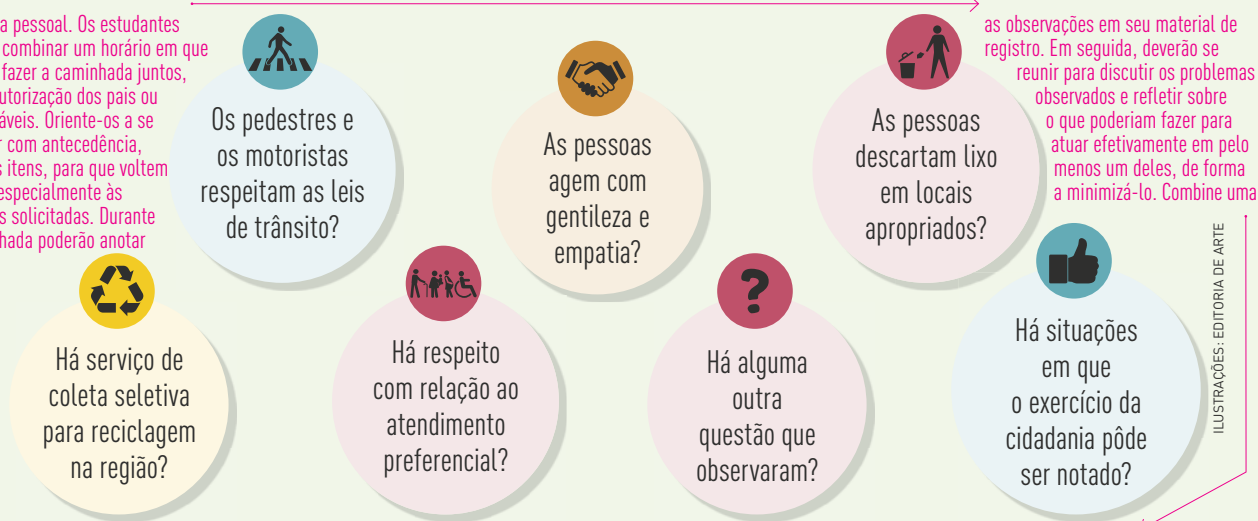 a pessoal. Os estudantes
combinar um horário em que
fazer a caminhada juntos,
utorização dos pais ou
áveis. Oriente-os a se
r com antecedência,
s itens, para que voltem
especialmente às
s solicitadas. Durante
hada poderão anotar
as observações em seu material de
registro. Em seguida, deverão se
reunir para discutir os problemas
observados e refletir sobre
o que poderiam fazer para
atuar efetivamente em pelo
menos um deles, de forma
a minimizá-lo. Combine uma
Os pedestres e
os motoristas
respeitam as leis
de trânsito?
As pessoas
agem com
gentileza e
empatia?
As pessoas
descartam lixo
em locais
apropriados?
Há serviço de
coleta seletiva
para reciclagem
na região?
Há respeito
com relação ao
atendimento
preferencial?
?
Há alguma
outra
questão que
observaram?
Há situações
em que
o exercício da
cidadania pôde
ser notado?
ILUSTRAÇÕES: EDITORIA DE ARTE